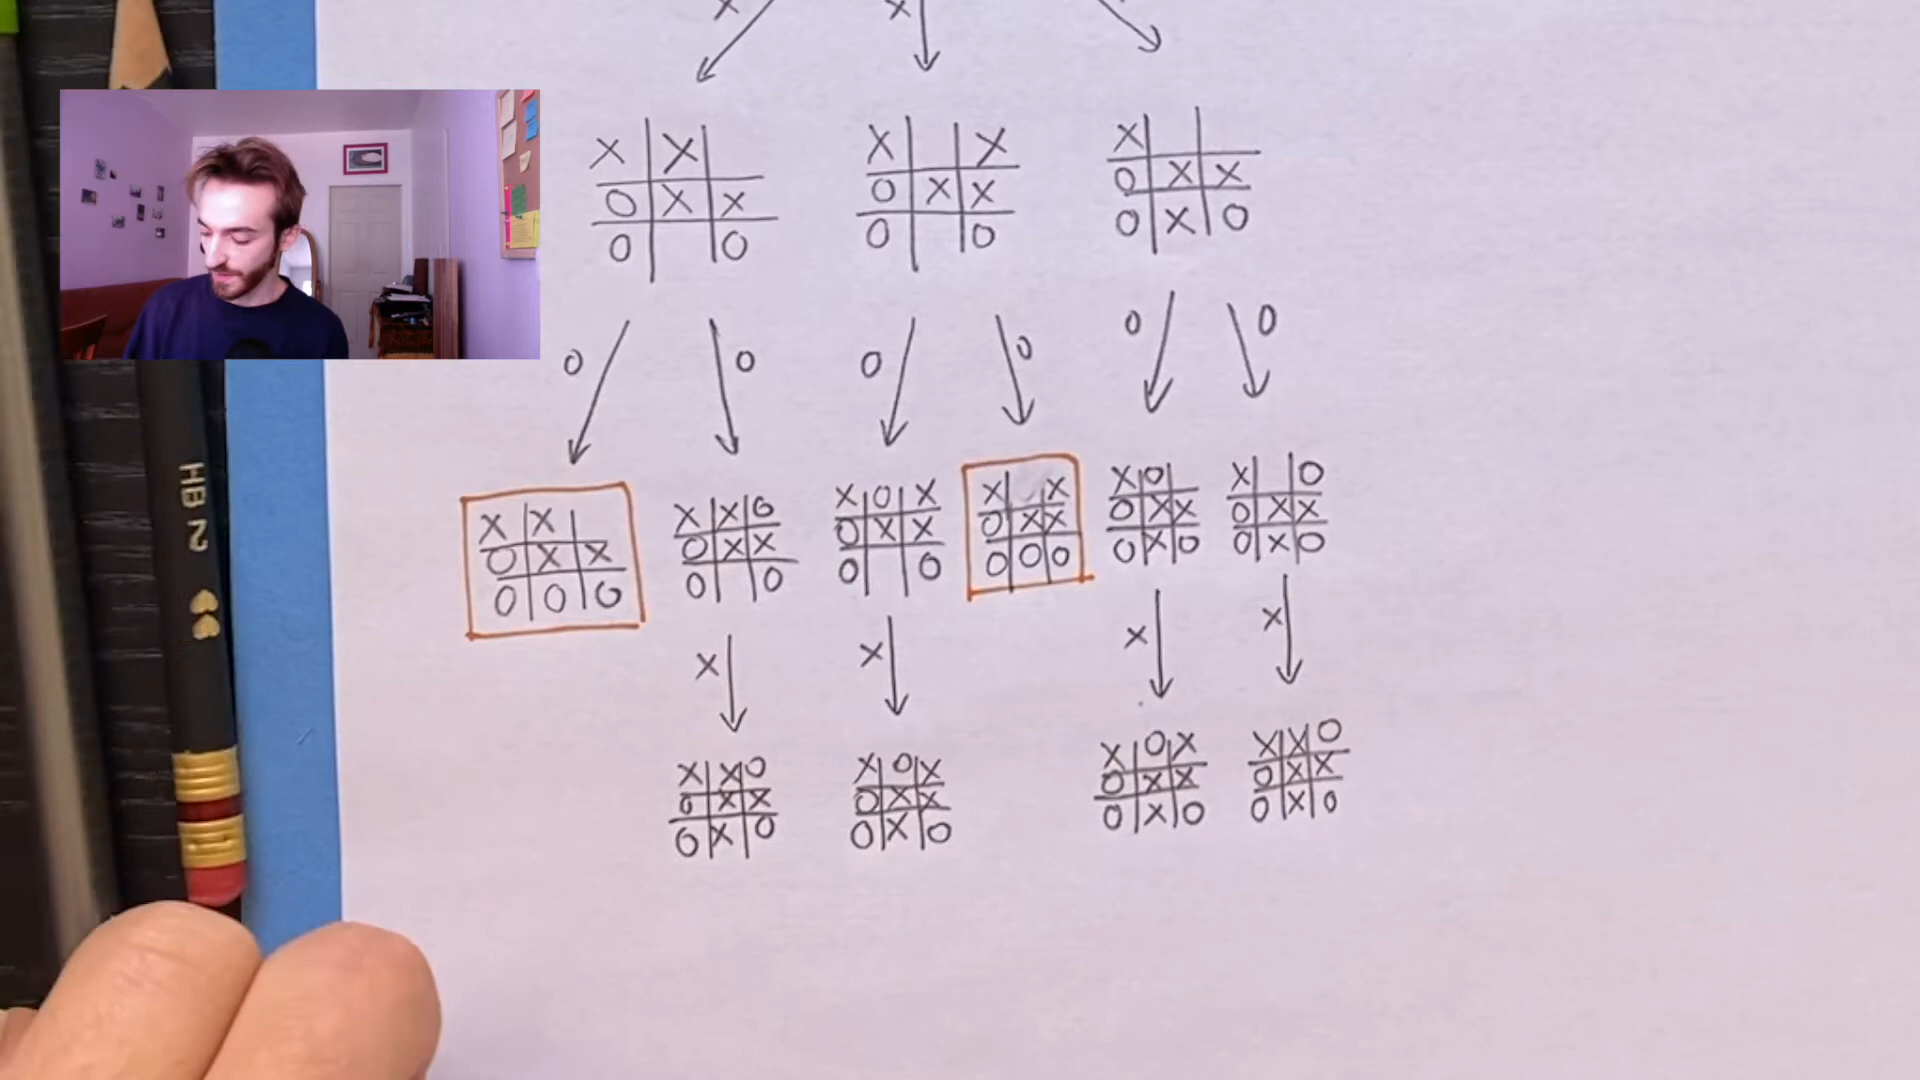 X X
X X X X X
O X X O X X O X X
O O O O O X O
O O O O O O
X X X X O X O X X X X O X O
O X X O X X O X X O X X O X X O X X
O O O O O O O O O O O X O O X O
X X X X
X X O X O X X O X X X O
O X X O X X O X X O X X
O X O O X O O X O O X O
HB 2